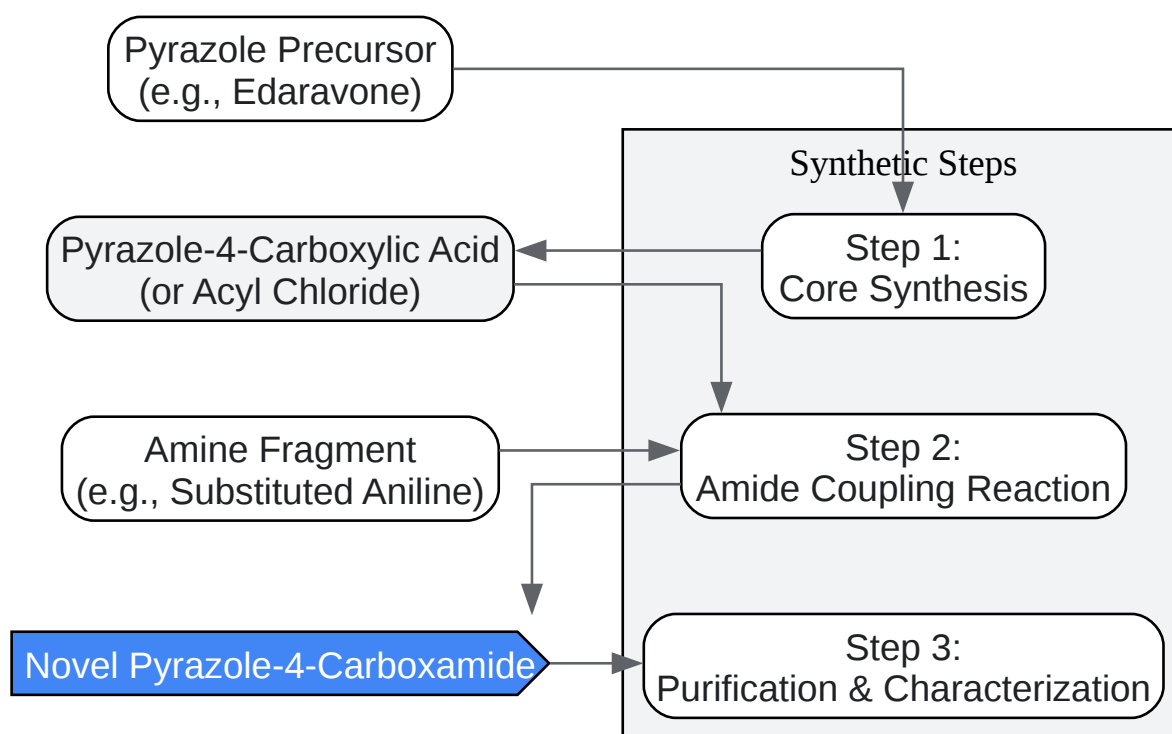 Pyrazole Precursor
(e.g., Edaravone)
Synthetic Steps
Pyrazole-4-Carboxylic Acid
(or Acyl Chloride)
Step 1:
Core Synthesis
Amine Fragment
(e.g., Substituted Aniline)
Step 2:
Amide Coupling Reaction
Novel Pyrazole-4-Carboxamide
Step 3:
Purification & Characterization